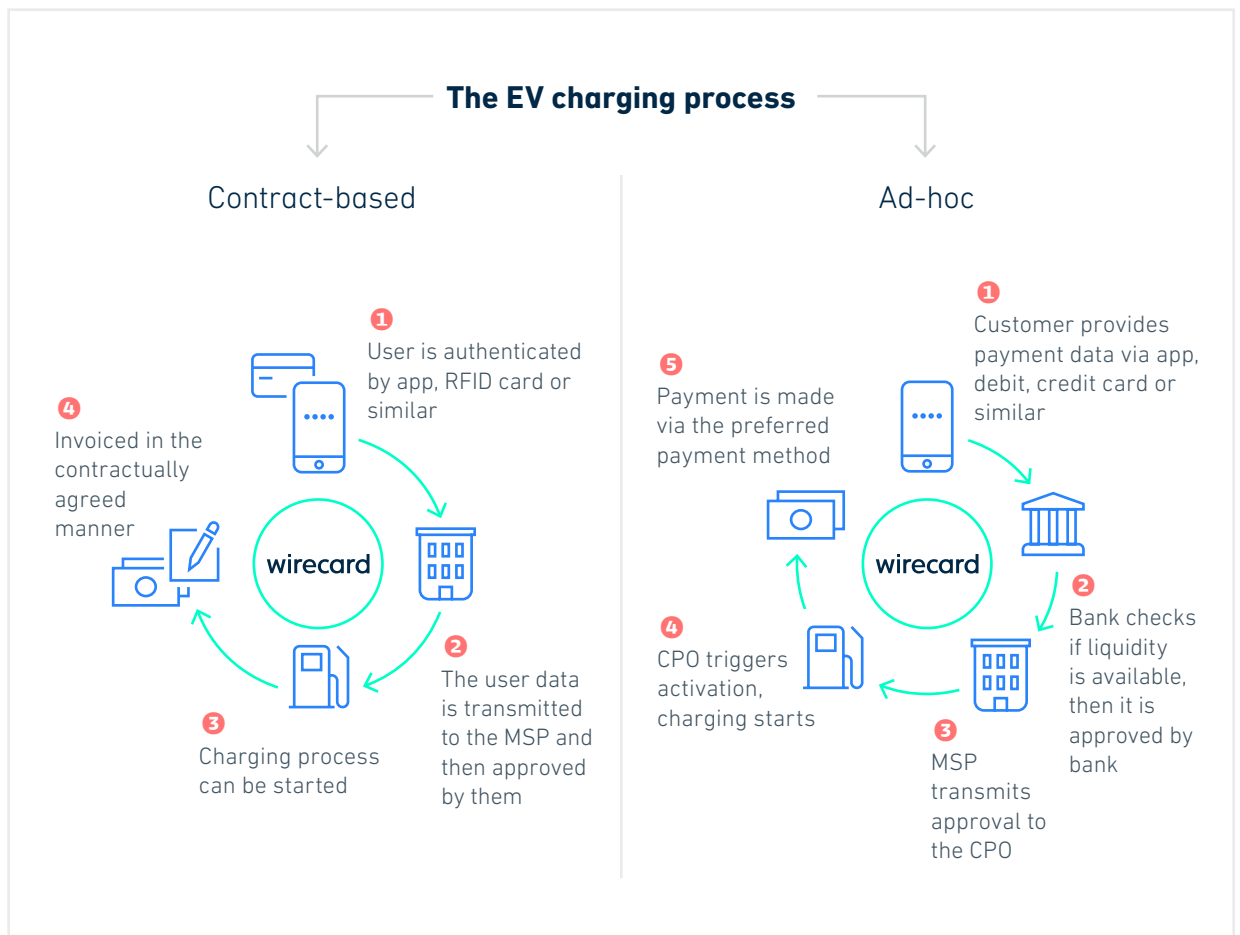 The EV charging process
Contract-based
1
User is authenticated
by app, RFID card or
similar
2
The user data
is transmitted
to the MSP and
then approved
by them
3
Charging process
can be started
4
Invoiced in the
contractually
agreed
manner
wirecard
Ad-hoc
1
Customer provides
payment data via app,
debit, credit card or
similar
2
Bank checks
if liquidity
is available,
then it is
approved by
bank
3
MSP
transmits
approval to
the CPO
4
CPO triggers
activation,
charging starts
5
Payment is made
via the preferred
payment method
wirecard